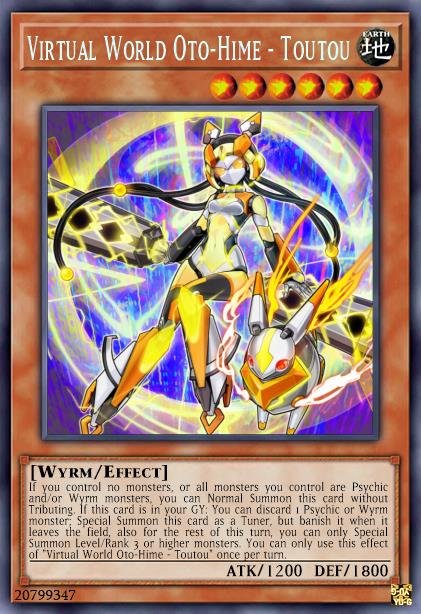 VIRTUAL WORLD OTO-HIME - TOUTOU
EARTH
地
[WYRM/EFFECT]
If you control no monsters, or all monsters you control are Psychic
and/or Wyrm monsters, you can Normal Summon this card without
Tributing. If this card is in your GY: You can discard 1 Psychic or Wyrm
monster; Special Summon this card as a Tuner, but banish it when it
leaves the field, also for the rest of this turn, you can only Special
Summon Level/Rank 3 or higher monsters. You can only use this effect
of "Virtual World Oto-Hime - Toutou" once per turn.
ATK/1200 DEF/1800
20799347